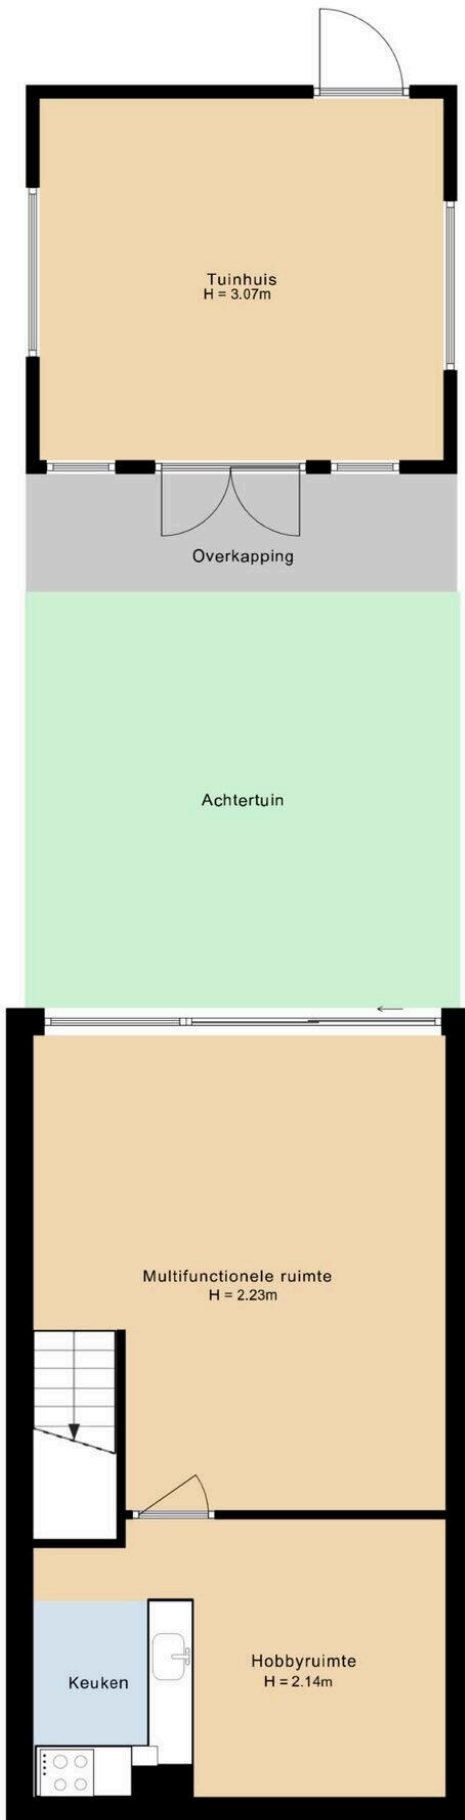 Tuinhuis
H = 3.07m
Overkapping
Achtertuin
Multifunctionele ruimte
H = 2.23m
Hobbyruimte
H = 2.14m
Keuken